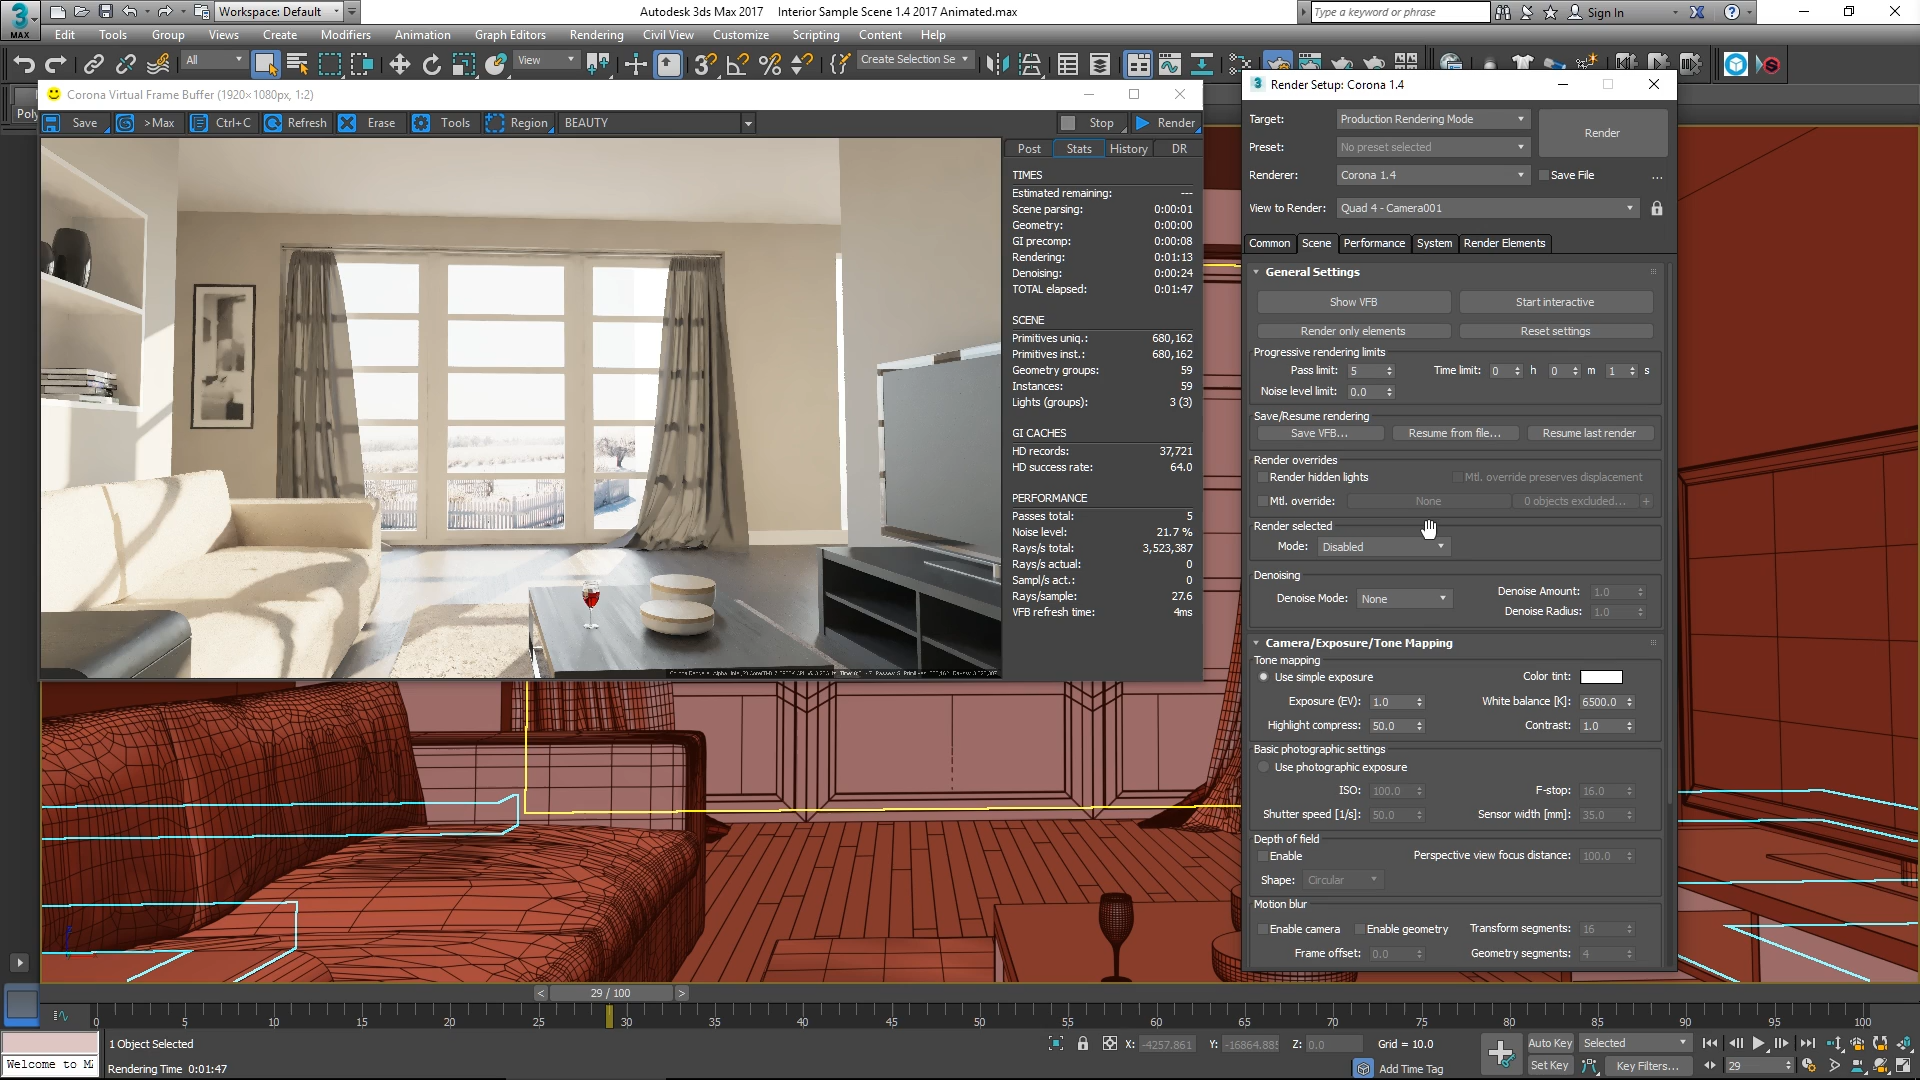 3
MAX
Workspace: Default
Autodesk 3ds Max 2017 Interior Sample Scene 1.4 2017 Animated.max
Type a keyword or phrase
Sign In
Edit Tools Group Views Create Modifiers Animation Graph Editors Rendering Civil View Customize Scripting Content Help
All
View
Create Selection Se
Poly
Corona Virtual Frame Buffer (1920×1080px, 1:2)
Save >Max Ctrl+C Refresh Erase Tools Region BEAUTY Stop Render
Post Stats History DR
TIMES
Estimated remaining: ---
Scene parsing: 0:00:01
Geometry: 0:00:00
GI precomp: 0:00:08
Rendering: 0:01:13
Denoising: 0:00:24
TOTAL elapsed: 0:01:47
SCENE
Primitives uniq.: 680,162
Primitives inst.: 680,162
Geometry groups: 59
Instances: 59
Lights (groups): 3 (3)
GI CACHES
HD records: 37,721
HD success rate: 64.0
PERFORMANCE
Passes total: 5
Noise level: 21.7 %
Rays/s total: 3,523,387
Rays/s actual: 0
Sampl/s act.: 0
Rays/sample: 27.6
VFB refresh time: 4ms
Render Setup: Corona 1.4
Target: Production Rendering Mode
Render
Preset: No preset selected
Renderer: Corona 1.4 Save File ...
View to Render: Quad 4 - Camera001
Common Scene Performance System Render Elements
General Settings
Show VFB Start interactive
Render only elements Reset settings
Progressive rendering limits
Pass limit: 5 Time limit: 0 h 0 m 1 s
Noise level limit: 0.0
Save/Resume rendering
Save VFB... Resume from file... Resume last render
Render overrides
Render hidden lights Mtl. override preserves displacement
Mtl. override: None 0 objects excluded... +
Render selected
Mode: Disabled
Denoising
Denoise Mode: None Denoise Amount: 1.0
Denoise Radius: 1.0
Camera/Exposure/Tone Mapping
Tone mapping
Use simple exposure Color tint:
Exposure (EV): 1.0 White balance [K]: 6500.0
Highlight compress: 50.0 Contrast: 1.0
Basic photographic settings
Use photographic exposure
ISO: 100.0 F-stop: 16.0
Shutter speed [1/s]: 50.0 Sensor width [mm]: 35.0
Depth of field
Enable Perspective view focus distance: 100.0
Shape: Circular
Motion blur
Enable camera Enable geometry Transform segments: 16
Frame offset: 0.0 Geometry segments: 4
< 29 / 100 >
0 5 10 15 20 25 30 35 40 45 50 55 60 65 70 75 80 85 90 95 100
1 Object Selected
X: -4257.861 Y: Z: 0.0 Grid = 10.0
Auto Key Selected
Welcome to M
Rendering Time 0:01:47
Add Time Tag
Set Key Key Filters... 29